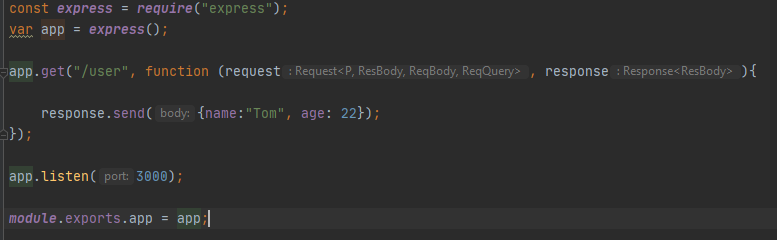 const express = require("express");
var app = express();
app.get("/user", function (request : Request<P, ResBody, ReqBody, ReqQuery> , response : Response<ResBody> ){
response.send( body: {name:"Tom", age: 22});
});
app.listen( port: 3000);
module.exports.app = app;